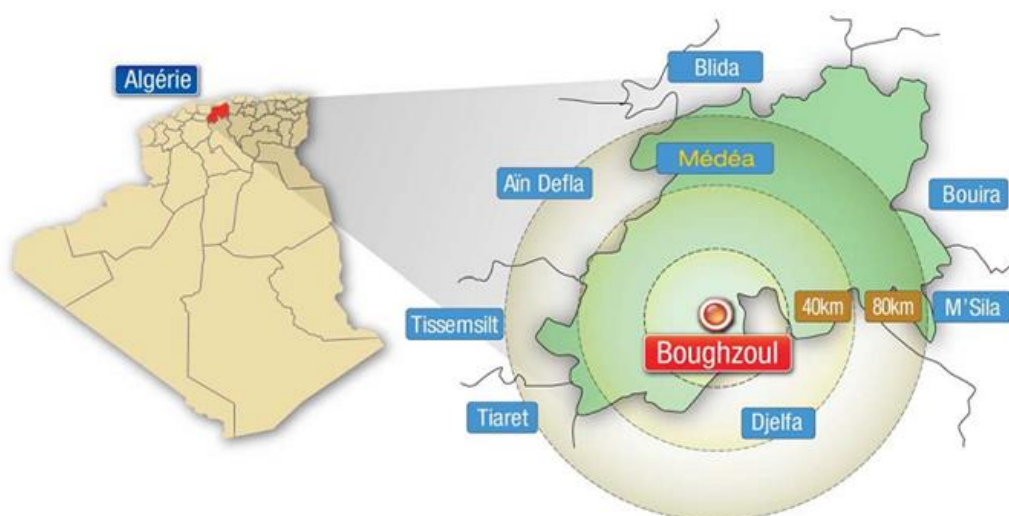 Algérie
Blida
Médéa
Aïn Defla
Bouira
40km
80km
M'Sila
Tissemsilt
Boughzoul
Tiaret
Djelfa